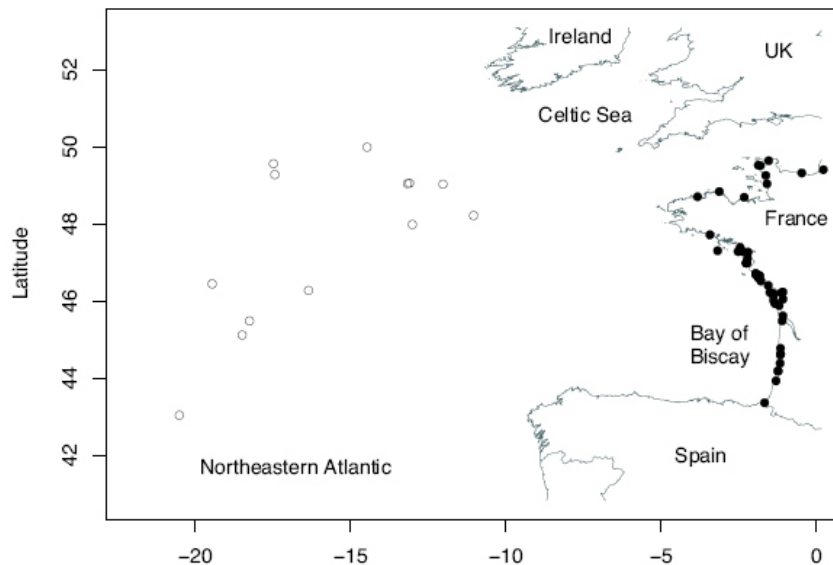 Ireland
UK
Celtic Sea
France
Bay of
Biscay
Spain
Northeastern Atlantic
Latitude
52
50
48
46
44
42
−20
−15
−10
−5
0